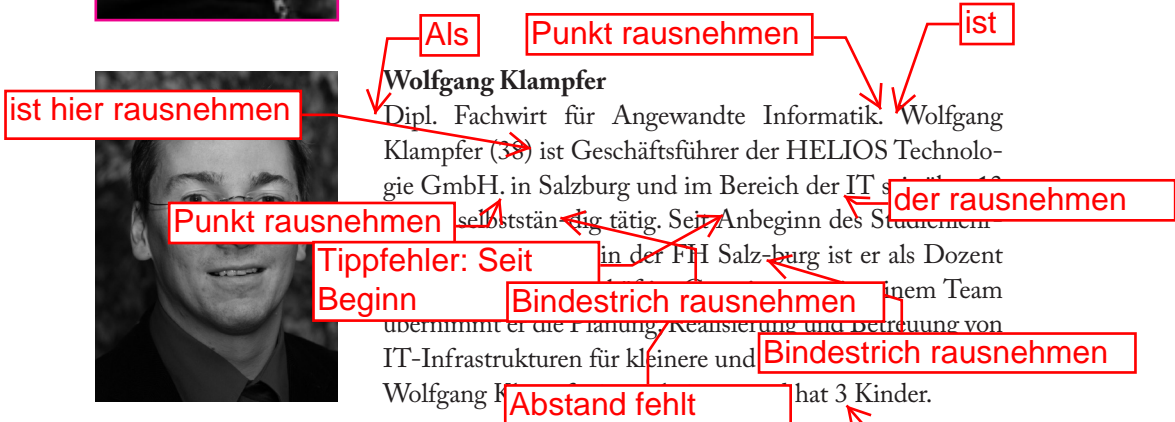 Als
Punkt rausnehmen
ist
Wolfgang Klampfer
ist hier rausnehmen
Dipl. Fachwirt für Angewandte Informatik. Wolfgang
Klampfer (38) ist Geschäftsführer der HELIOS Technolo-
gie GmbH. in Salzburg und im Bereich der IT
der rausnehmen
Punkt rausnehmen
selbststän-dig tätig. Seit Anbeginn des
Tippfehler: Seit
Beginn
in der FH Salz-burg ist er als Dozent
Bindestrich rausnehmen
einem Team
übernimmt er die Planung, Realisierung und Betreuung von
IT-Infrastrukturen für kleinere und
Bindestrich rausnehmen
Wolfgang
hat 3 Kinder.
Abstand fehlt